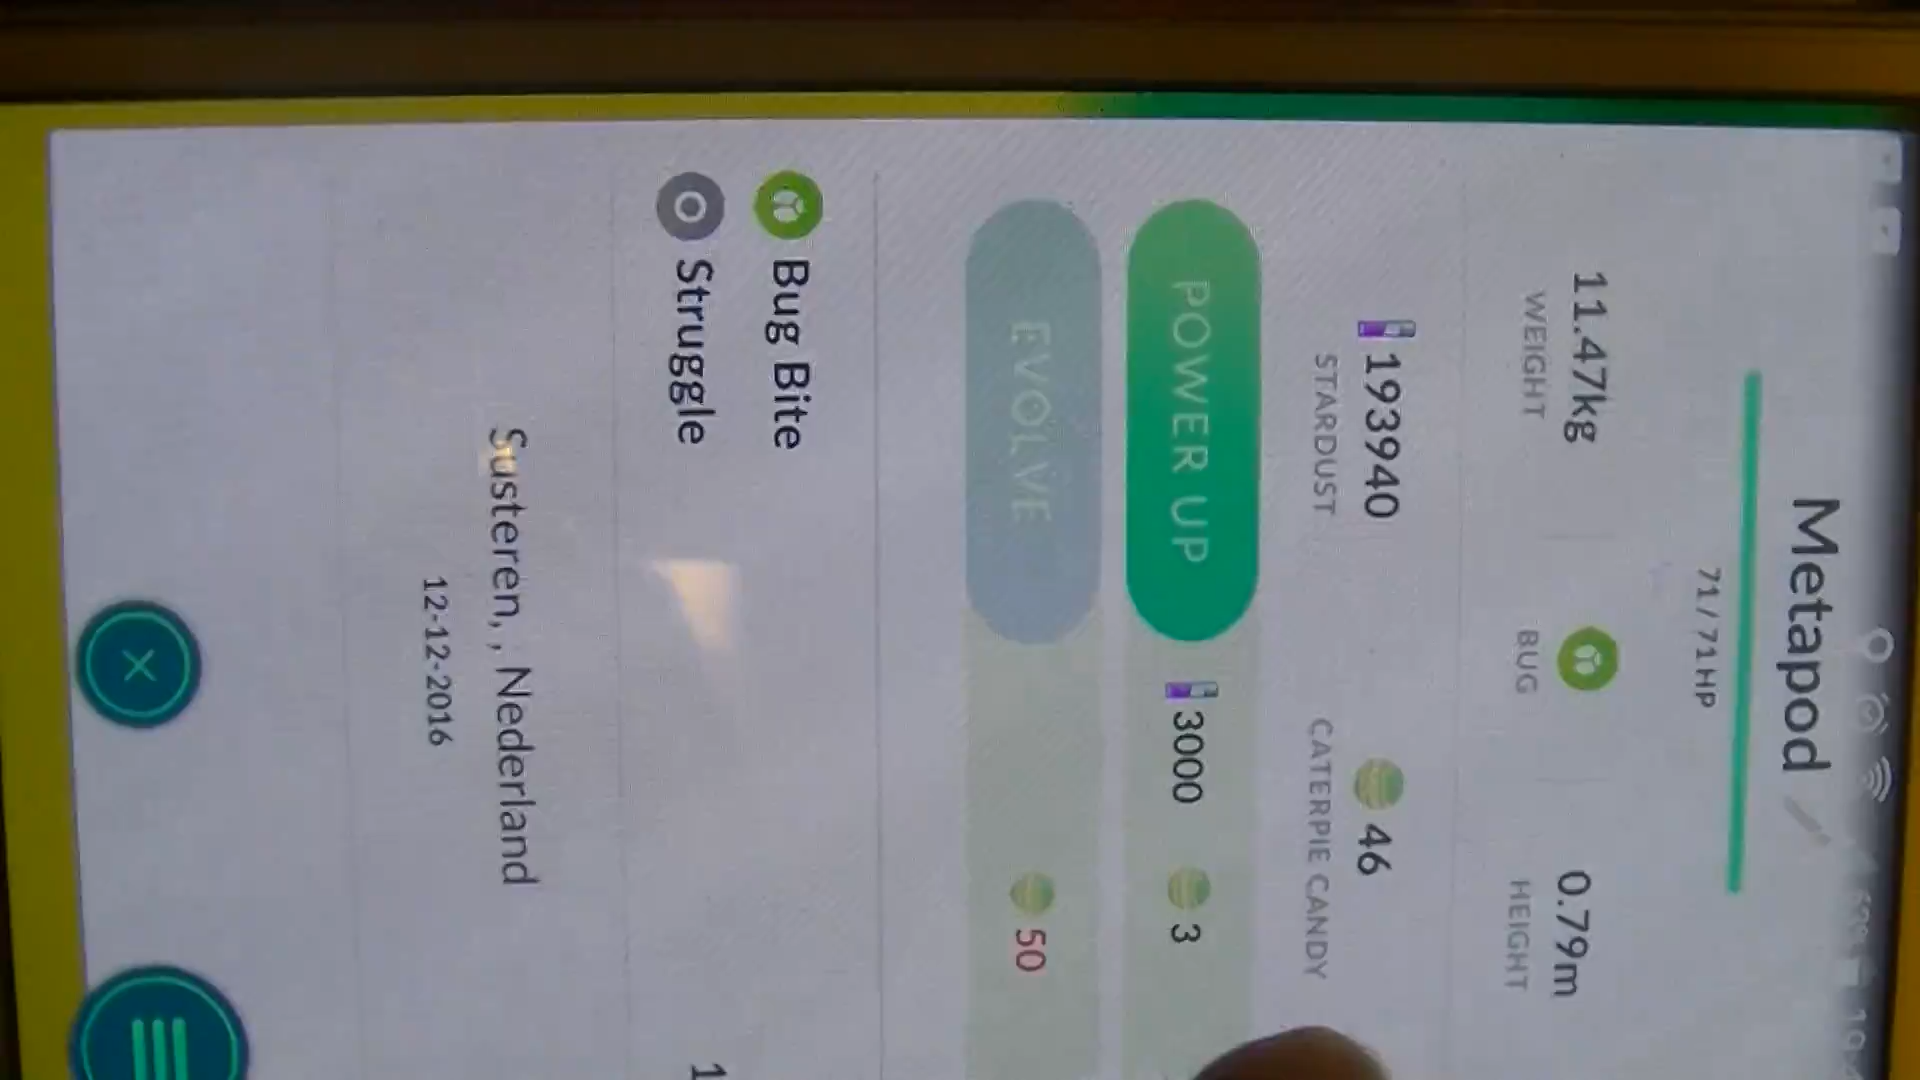 Metapod
71 / 71 HP
11.47kg
WEIGHT
BUG
0.79m
HEIGHT
193940
STARDUST
46
CATERPIE CANDY
POWER UP 3000 3
EVOLVE 50
Bug Bite
Struggle
Susteren, , Nederland
12-12-2016